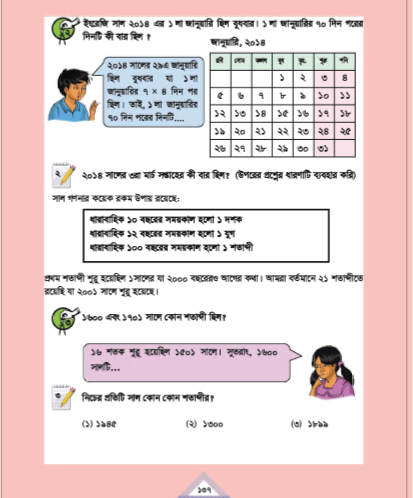 ইংরেজি সাল ২০১৪ এর ১ লা জানুয়ারি ছিল বুধবার। ১ লা জানুয়ারির ৭০ দিন পরের
দিনটি কী বার ছিল ?
জানুয়ারি, ২০১৪
২০১৪ সালের ২৯এ জানুয়ারি
ছিল বুধবার যা ১লা
জানুয়ারির ৭ × ৪ দিন পর
ছিল। তাই, ১লা জানুয়ারির
৭০ দিন পরের দিনটি....
রবি সোম মঙ্গল বুধ বৃহ. শুক্র শনি
১ ২ ৩ ৪
৫ ৬ ৭ ৮ ৯ ১০ ১১
১২ ১৩ ১৪ ১৫ ১৬ ১৭ ১৮
১৯ ২০ ২১ ২২ ২৩ ২৪ ২৫
২৬ ২৭ ২৮ ২৯ ৩০ ৩১
২ ২০১৪ সালের ৩রা মার্চ সপ্তাহের কী বার ছিল? (উপরের প্রশ্নের ধারণাটি ব্যবহার করি)
সাল গণনার কয়েক রকম উপায় রয়েছে:
ধারাবাহিক ১০ বছরের সময়কাল হলো ১ দশক
ধারাবাহিক ১২ বছরের সময়কাল হলো ১ যুগ
ধারাবাহিক ১০০ বছরের সময়কাল হলো ১ শতাব্দী
প্রথম শতাব্দী শুরু হয়েছিল ১সালের যা ২০০০ বছরেরও আগের কথা। আমরা বর্তমানে ২১ শতাব্দীতে
রয়েছি যা ২০০১ সালে শুরু হয়েছে।
১৬০০ এবং ১৭০১ সালে কোন শতাব্দী ছিল?
১৬ শতক শুরু হয়েছিল ১৫০১ সালে। সুতরাং, ১৬০০
সালটি...
৩ নিচের প্রতিটি সাল কোন কোন শতাব্দীর?
(১) ১৯৪৫ (২) ১৩০০ (৩) ১৮৯৯
১৩৭